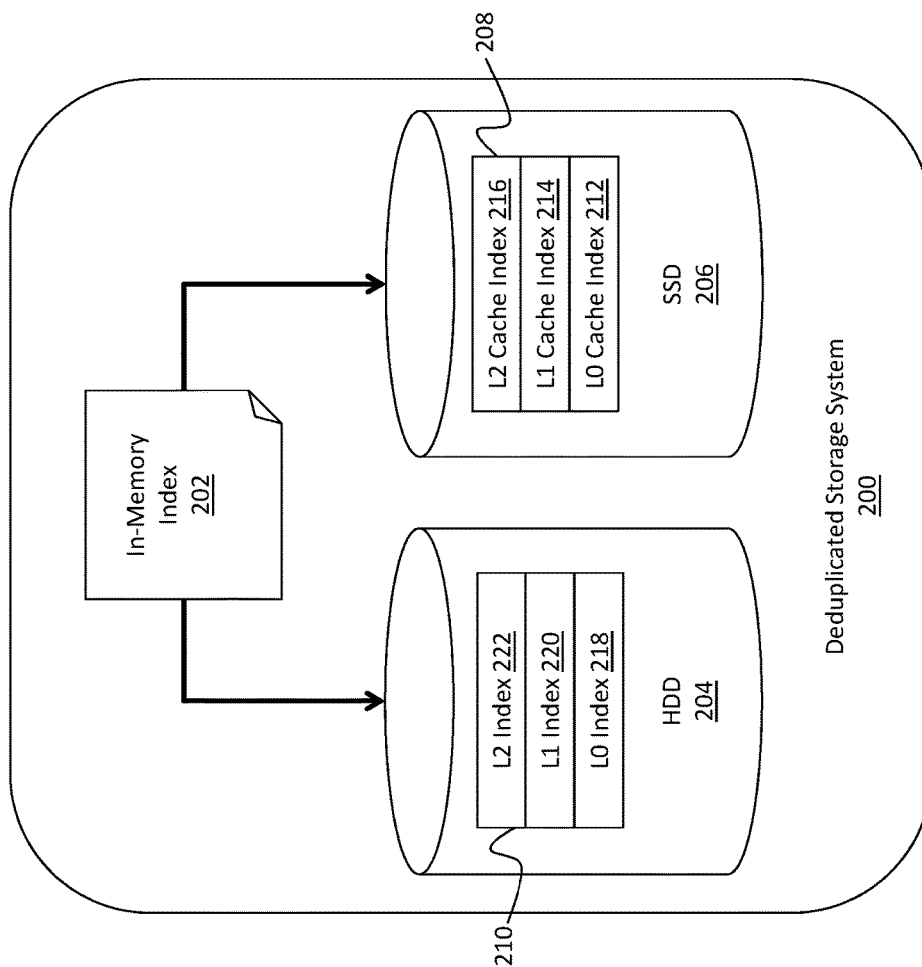 In-Memory
Index
202
210
L2 Index 222
L1 Index 220
L0 Index 218
HDD
204
208
L2 Cache Index 216
L1 Cache Index 214
L0 Cache Index 212
SSD
206
Deduplicated Storage System
200